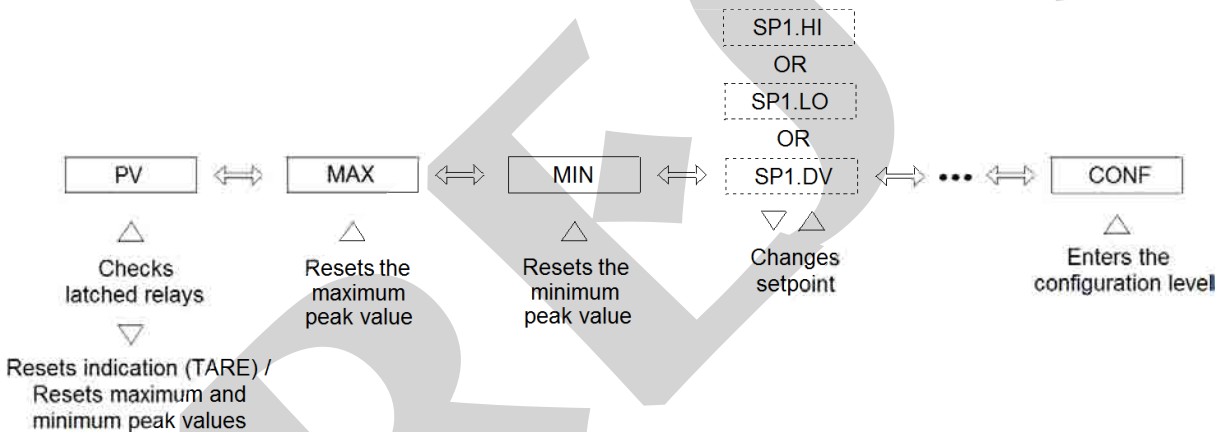 SP1.HI
OR
SP1.LO
OR
PV
MAX
MIN
SP1.DV
•••
CONF
Checks
latched relays
Resets indication (TARE) /
Resets maximum and
minimum peak values
Resets the
maximum
peak value
Resets the
minimum
peak value
Changes
setpoint
Enters the
configuration level